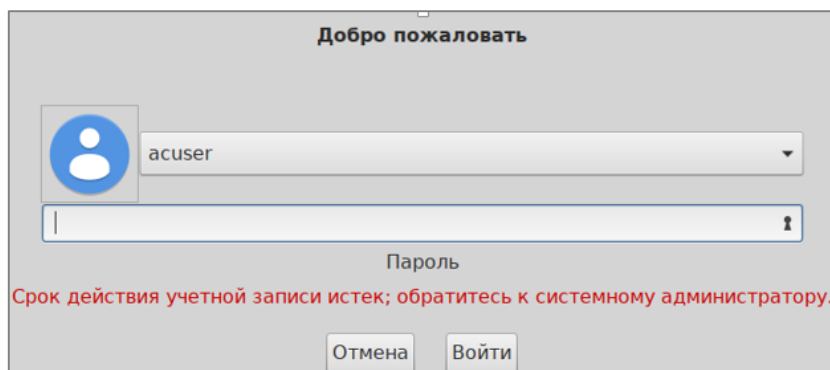 Добро пожаловать
acuser
Пароль
Срок действия учетной записи истек; обратитесь к системному администратору.
Отмена Войти